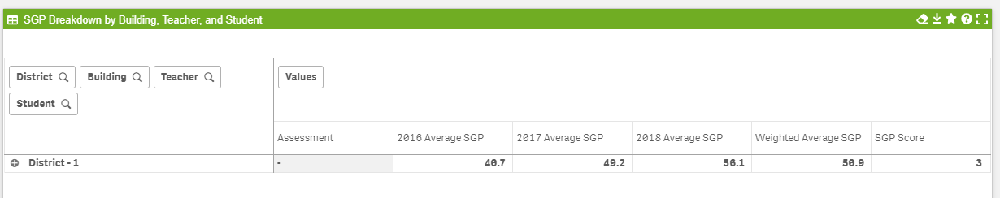 SGP Breakdown by Building, Teacher, and Student
District Building Teacher Values
Student
Assessment 2016 Average SGP 2017 Average SGP 2018 Average SGP Weighted Average SGP SGP Score
District - 1 - 40.7 49.2 56.1 50.9 3